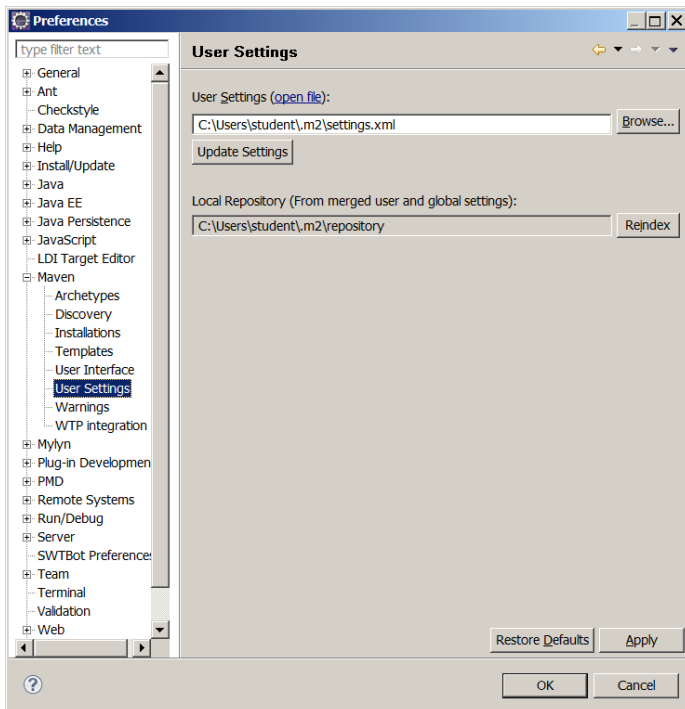 Preferences
type filter text
General
Ant
Checkstyle
Data Management
Help
Install/Update
Java
Java EE
Java Persistence
JavaScript
LDI Target Editor
Maven
Archetypes
Discovery
Installations
Templates
User Interface
User Settings
Warnings
WTP integration
Mylyn
Plug-in Developmen
PMD
Remote Systems
Run/Debug
Server
SWTBot Preferences
Team
Terminal
Validation
Web
User Settings
User Settings (open file):
C:\Users\student\.m2\settings.xml
Browse...
Update Settings
Local Repository (From merged user and global settings):
C:\Users\student\.m2\repository
Reindex
Restore Defaults
Apply
?
OK
Cancel